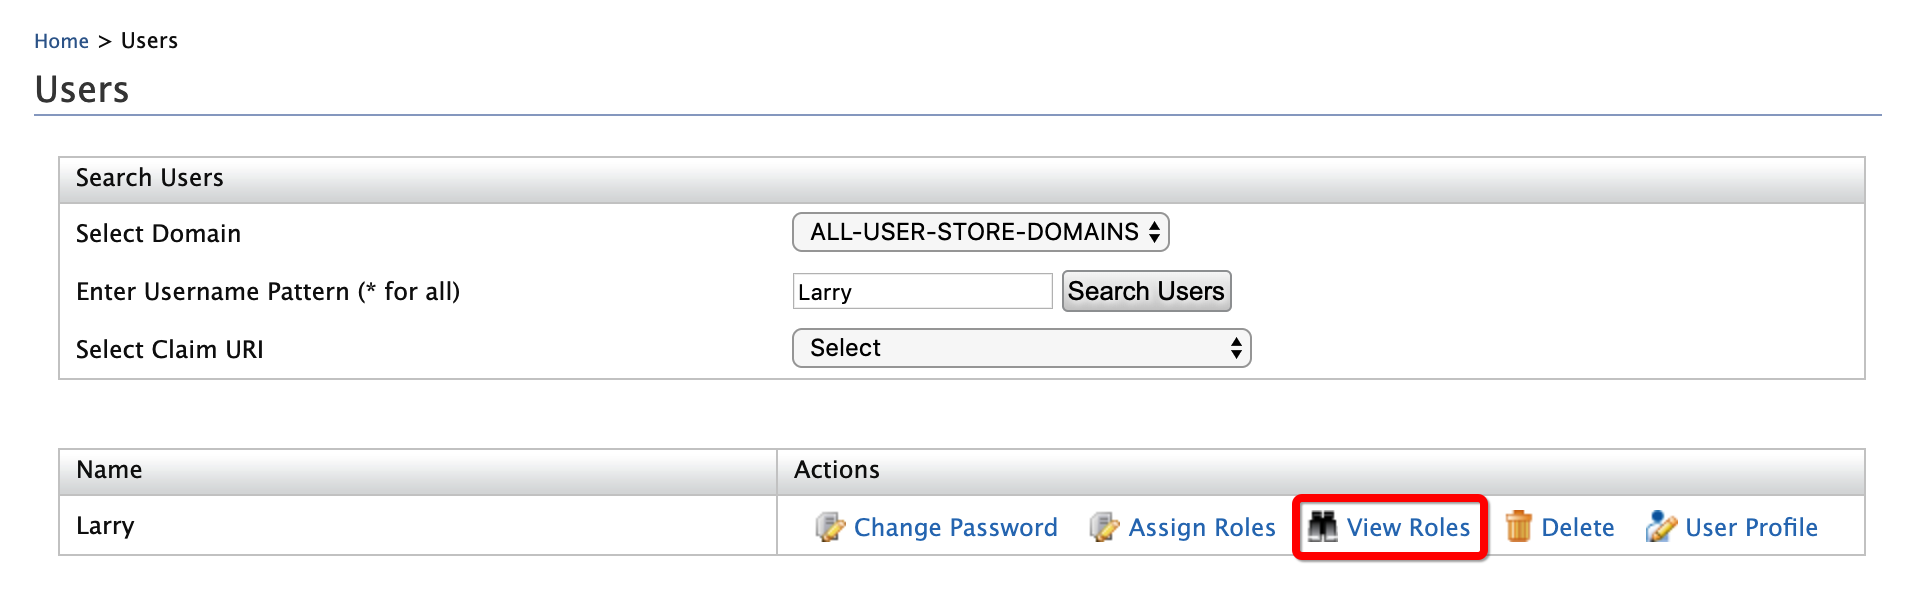 Home > Users
Users
Search Users
Select Domain ALL-USER-STORE-DOMAINS
Enter Username Pattern (* for all) Larry Search Users
Select Claim URI Select
Name Actions
Larry Change Password Assign Roles View Roles Delete User Profile